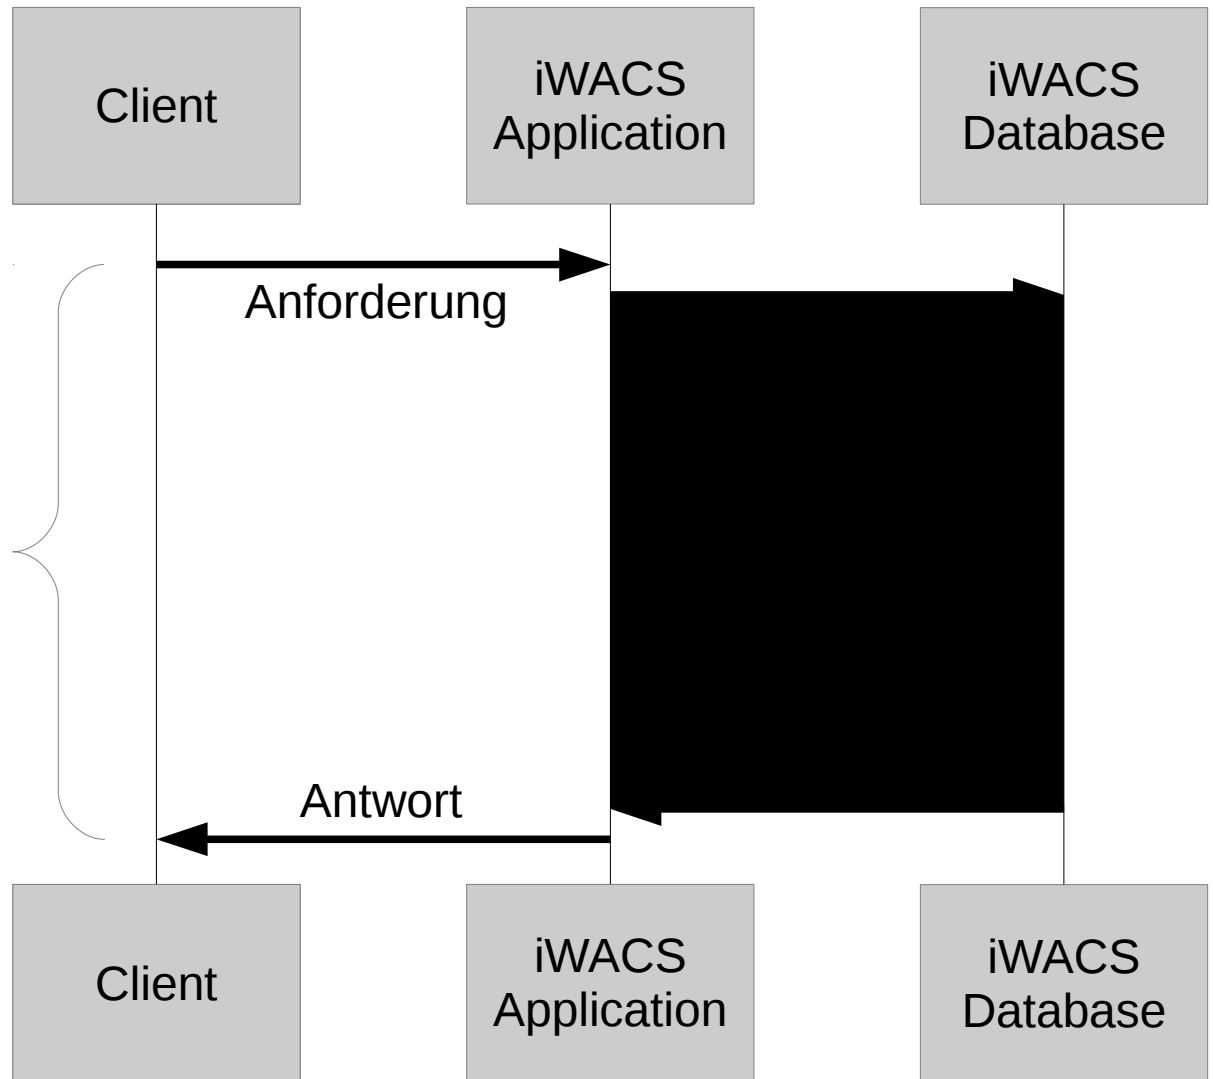 Client
iWACS
Application
iWACS
Database
Anforderung
Antwort
Client
iWACS
Application
iWACS
Database